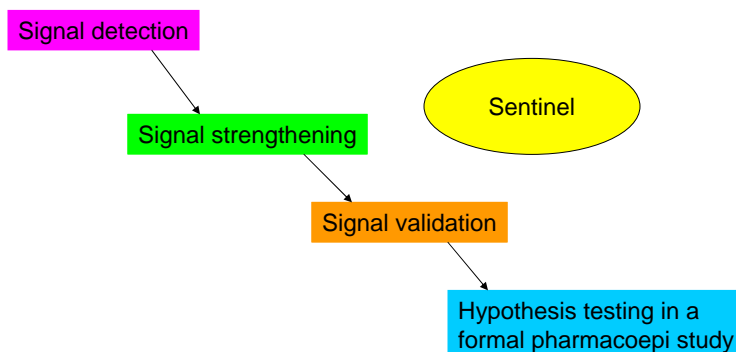 Signal detection
Sentinel
Signal strengthening
Signal validation
Hypothesis testing in a
formal pharmacoepi study